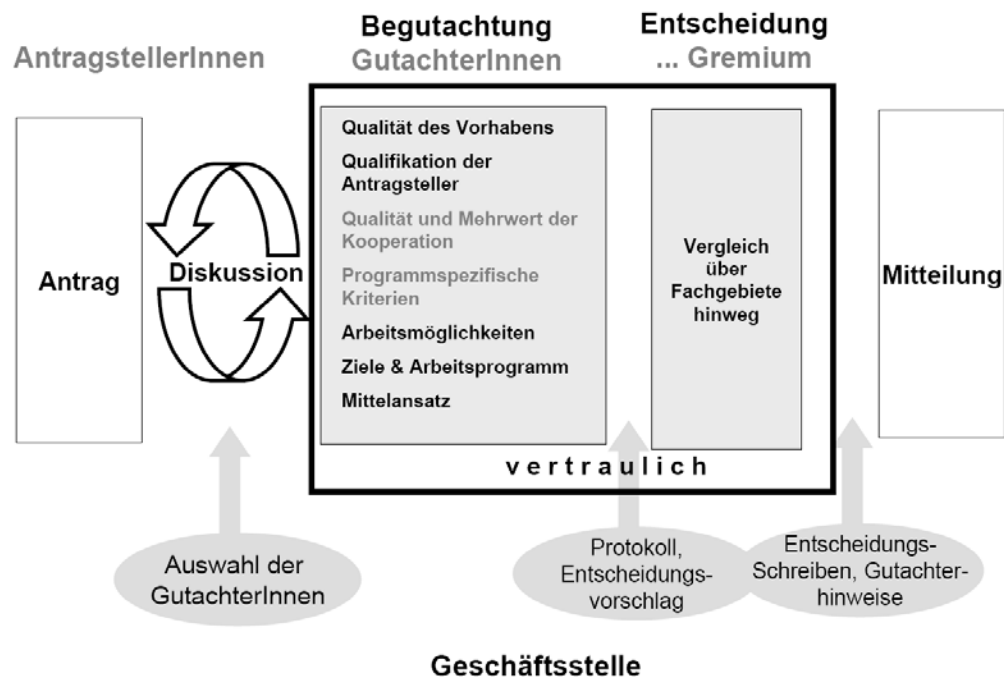 AntragstellerInnen
Begutachtung
GutachterInnen
Entscheidung
... Gremium
Antrag
Diskussion
Qualität des Vorhabens
Qualifikation der
Antragsteller
Qualität und Mehrwert der
Kooperation
Programmspezifische
Kriterien
Arbeitsmöglichkeiten
Ziele & Arbeitsprogramm
Mittelansatz
Vergleich
über
Fachgebiete
hinweg
Mitteilung
vertraulich
Auswahl der
GutachterInnen
Protokoll,
Entscheidungs-
vorschlag
Entscheidungs-
Schreiben, Gutachter-
hinweise
Geschäftsstelle